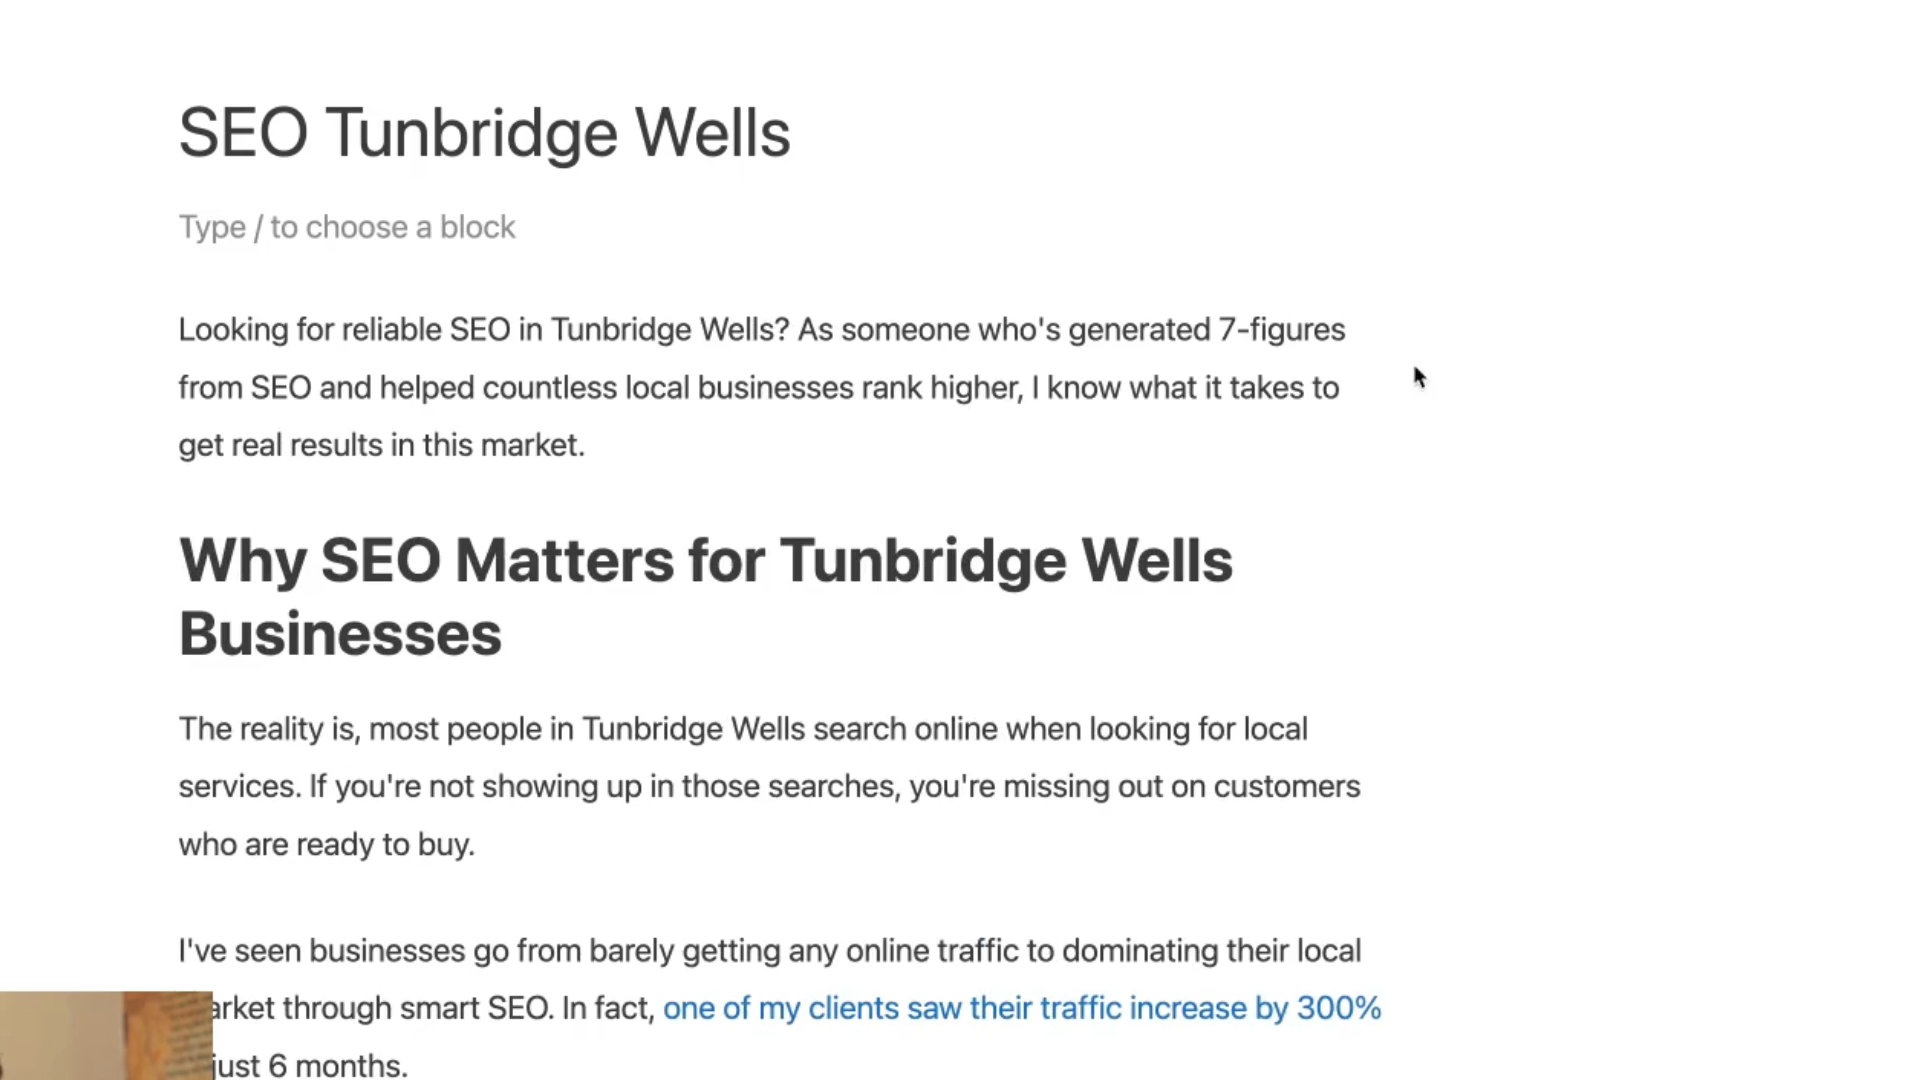 SEO Tunbridge Wells
Type / to choose a block
Looking for reliable SEO in Tunbridge Wells? As someone who's generated 7-figures
from SEO and helped countless local businesses rank higher, I know what it takes to
get real results in this market.
Why SEO Matters for Tunbridge Wells
Businesses
The reality is, most people in Tunbridge Wells search online when looking for local
services. If you're not showing up in those searches, you're missing out on customers
who are ready to buy.
I've seen businesses go from barely getting any online traffic to dominating their local
arket through smart SEO. In fact, one of my clients saw their traffic increase by 300%
just 6 months.